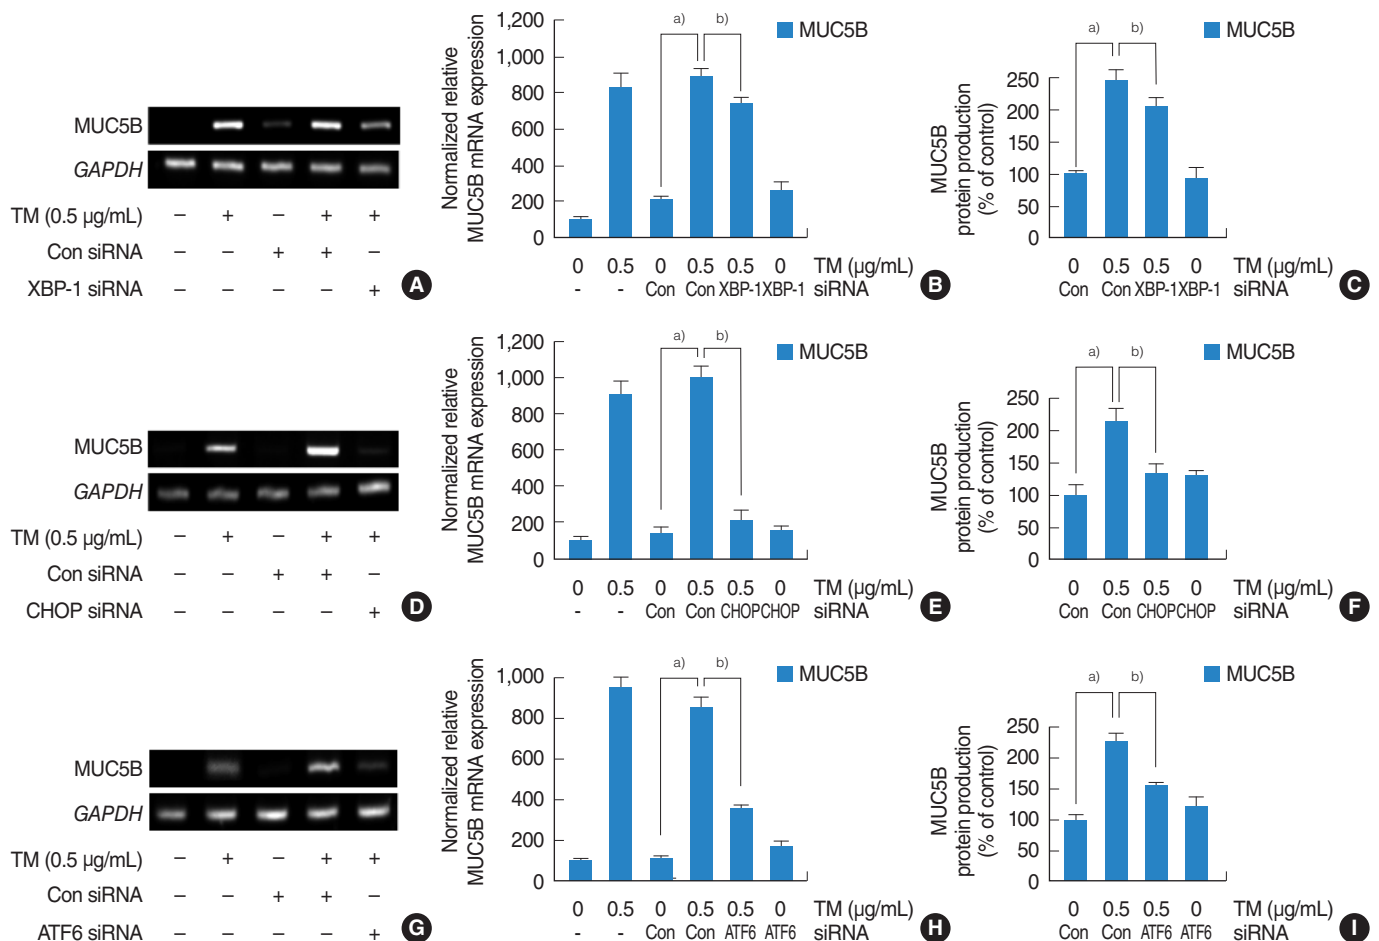 MUC5B
GAPDH
TM (0.5 µg/mL) – + – + +
Con siRNA – – + + –
XBP-1 siRNA – – – – +
A
Normalized relative
MUC5B mRNA expression
1,200
1,000
800
600
400
200
0
a) b)
MUC5B
0 0.5 0 0.5 0.5 0 TM (µg/mL)
- - Con Con XBP-1 XBP-1 siRNA
B
MUC5B
protein production
(% of control)
250
200
150
100
50
0
a) b)
MUC5B
0 0.5 0.5 0 TM (µg/mL)
Con Con XBP-1 XBP-1 siRNA
C
MUC5B
GAPDH
TM (0.5 µg/mL) – + – + +
Con siRNA – – + + –
CHOP siRNA – – – – +
D
Normalized relative
MUC5B mRNA expression
1,200
1,000
800
600
400
200
0
a) b)
MUC5B
0 0.5 0 0.5 0.5 0 TM (µg/mL)
- - Con Con CHOP CHOP siRNA
E
MUC5B
protein production
(% of control)
250
200
150
100
50
0
a) b)
MUC5B
0 0.5 0.5 0 TM (µg/mL)
Con Con CHOP CHOP siRNA
F
MUC5B
GAPDH
TM (0.5 µg/mL) – + – + +
Con siRNA – – + + –
ATF6 siRNA – – – – +
G
Normalized relative
MUC5B mRNA expression
1,000
800
600
400
200
0
a) b)
MUC5B
0 0.5 0 0.5 0.5 0 TM (µg/mL)
- - Con Con ATF6 ATF6 siRNA
H
MUC5B
protein production
(% of control)
250
200
150
100
50
0
a) b)
MUC5B
0 0.5 0.5 0 TM (µg/mL)
Con Con ATF6 ATF6 siRNA
I